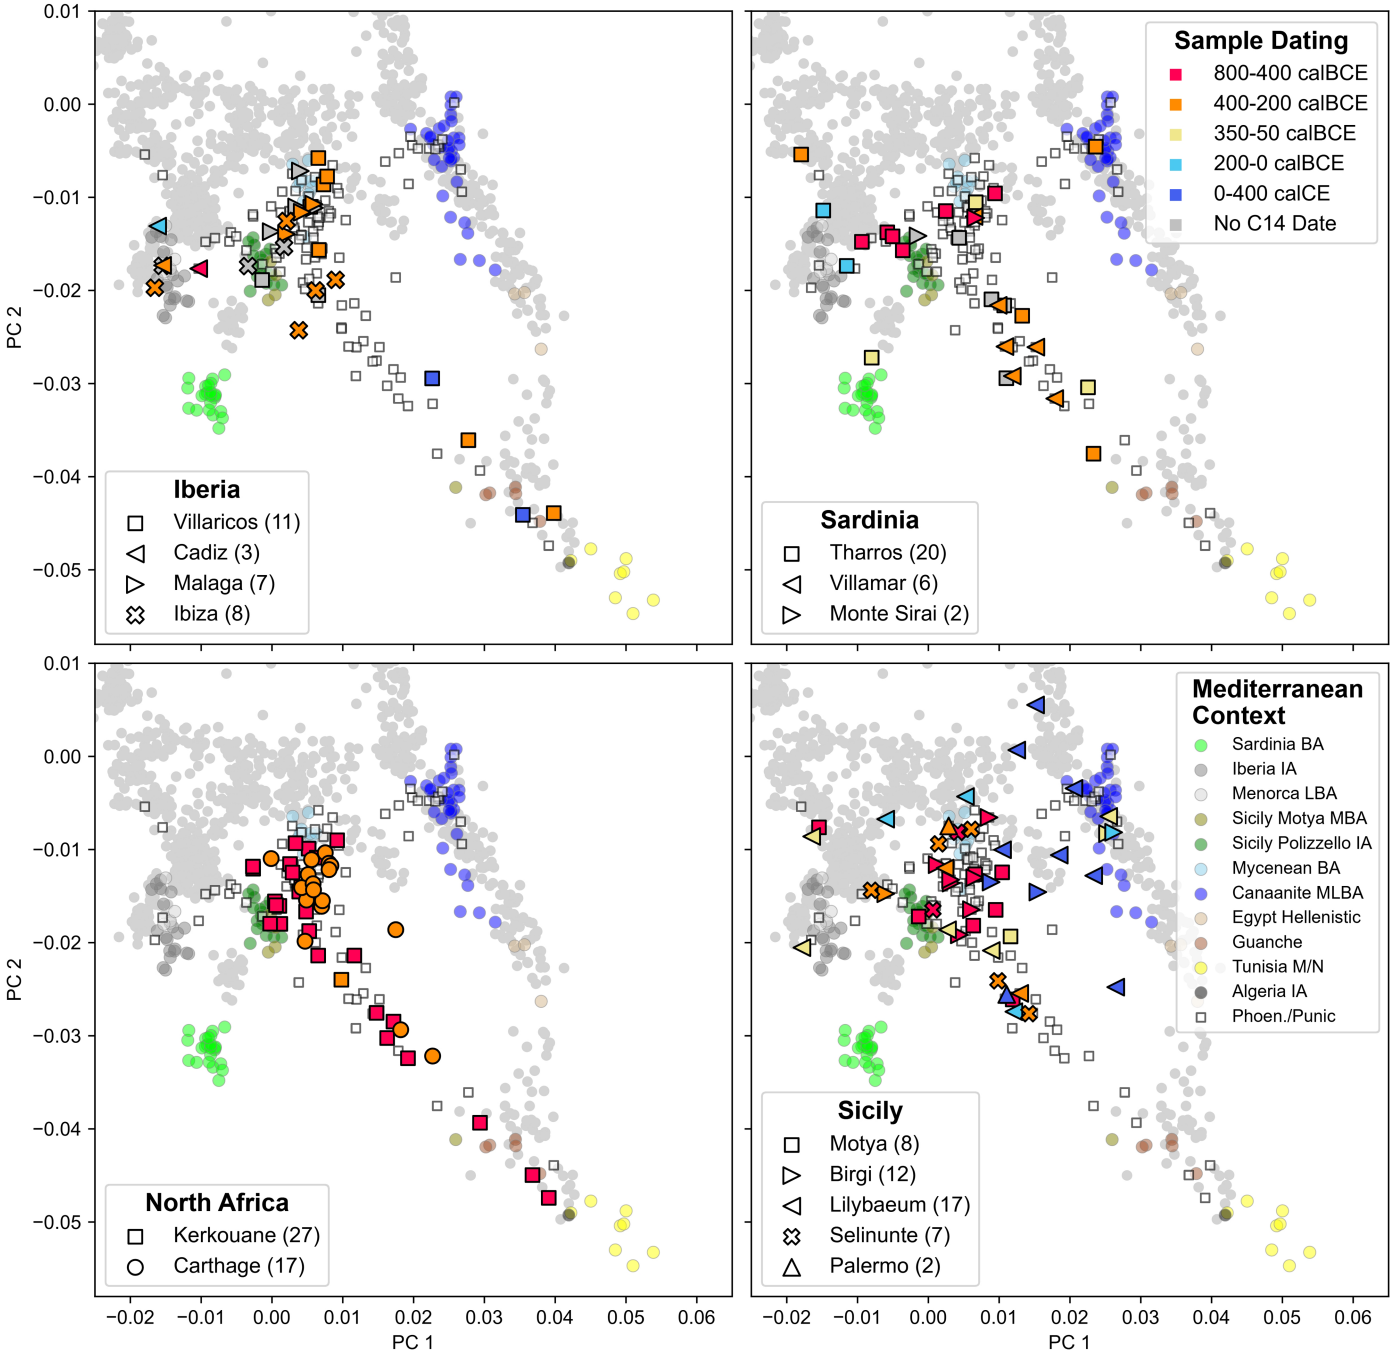 0.01
0.00
−0.01
−0.02
−0.03
−0.04
−0.05
PC 2
Iberia
Villaricos (11)
Cadiz (3)
Malaga (7)
Ibiza (8)
Sample Dating
800-400 calBCE
400-200 calBCE
350-50 calBCE
200-0 calBCE
0-400 calCE
No C14 Date
Sardinia
Tharros (20)
Villamar (6)
Monte Sirai (2)
0.01
0.00
−0.01
−0.02
−0.03
−0.04
−0.05
PC 2
North Africa
Kerkouane (27)
Carthage (17)
−0.02 −0.01 0.00 0.01 0.02 0.03 0.04 0.05 0.06
PC 1
Mediterranean
Context
Sardinia BA
Iberia IA
Menorca LBA
Sicily Motya MBA
Sicily Polizzello IA
Mycenean BA
Canaanite MLBA
Egypt Hellenistic
Guanche
Tunisia M/N
Algeria IA
Phoen./Punic
Sicily
Motya (8)
Birgi (12)
Lilybaeum (17)
Selinunte (7)
Palermo (2)
−0.02 −0.01 0.00 0.01 0.02 0.03 0.04 0.05 0.06
PC 1